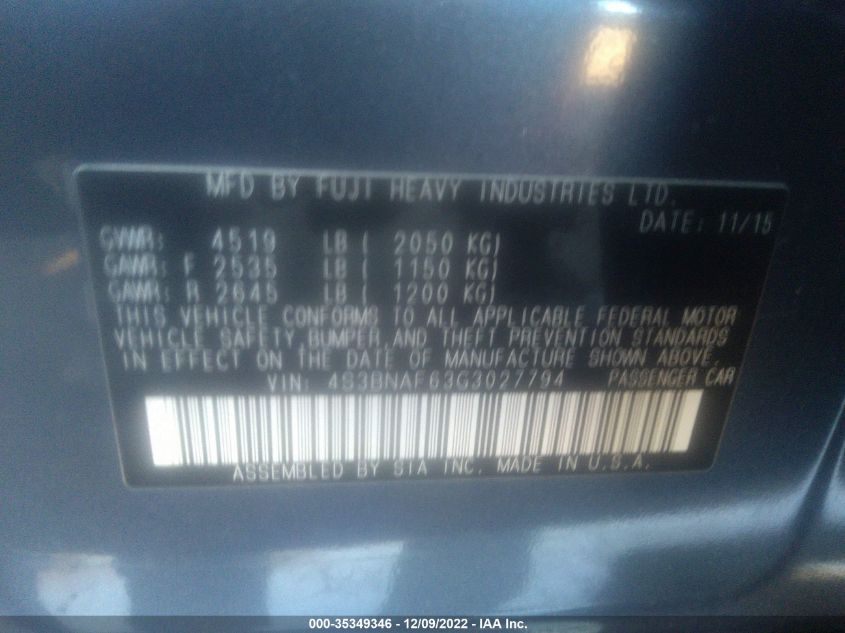 MFD BY FUJI HEAVY INDUSTRIES LTD.
DATE: 11/15
GVWR: 4519 LB ( 2050 KG)
GAWR: F 2535 LB ( 1150 KG)
GAWR: R 2645 LB ( 1200 KG)
THIS VEHICLE CONFORMS TO ALL APPLICABLE FEDERAL MOTOR
VEHICLE SAFETY, BUMPER, AND THEFT PREVENTION STANDARDS
IN EFFECT ON THE DATE OF MANUFACTURE SHOWN ABOVE.
VIN: 4S3BNAF63G3027794 PASSENGER CAR
ASSEMBLED BY SIA INC. MADE IN U.S.A.
000-35349346 - 12/09/2022 - IAA Inc.